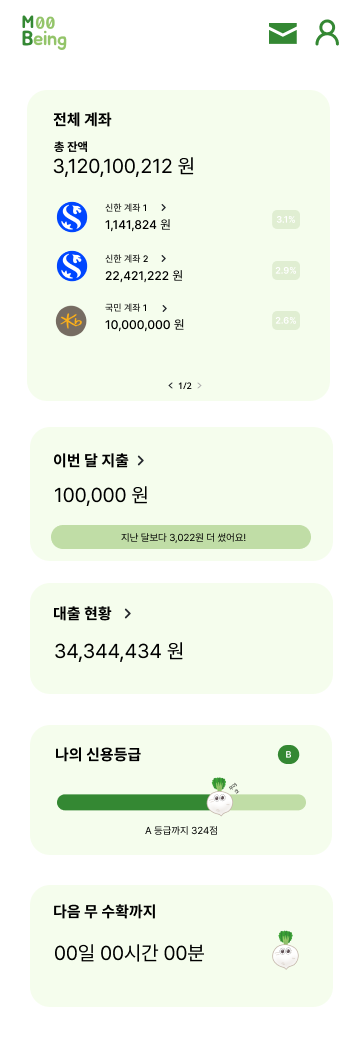 M00
Being
전체 계좌
총 잔액
3,120,100,212 원
신한 계좌 1 >
1,141,824 원
3.1%
신한 계좌 2 >
22,421,222 원
2.9%
국민 계좌 1 >
10,000,000 원
2.6%
< 1/2 >
이번 달 지출 >
100,000 원
지난 달보다 3,022원 더 썼어요!
대출 현황 >
34,344,434 원
나의 신용등급
B
A 등급까지 324점
다음 무 수확까지
00일 00시간 00분